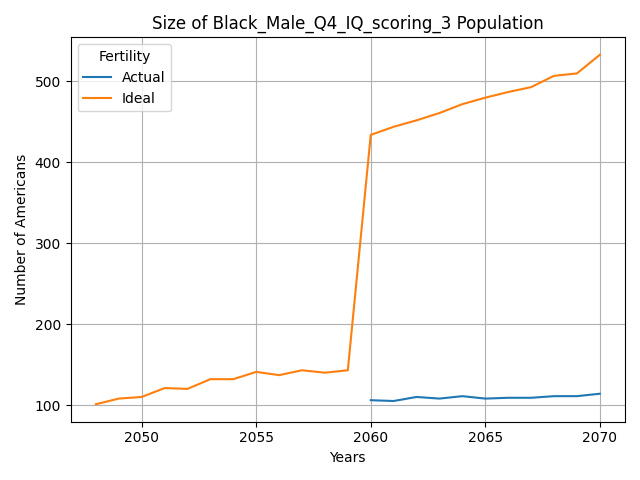 Size of Black_Male_Q4_IQ_scoring_3 Population
Fertility
Actual
Ideal
Number of Americans
500
400
300
200
100
2050
2055
2060
2065
2070
Years